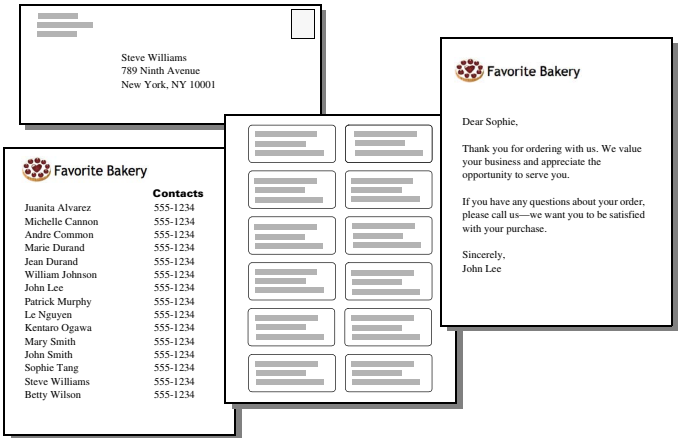 Steve Williams
789 Ninth Avenue
New York, NY 10001
Favorite Bakery
Contacts
Juanita Alvarez 555-1234
Michelle Cannon 555-1234
Andre Common 555-1234
Marie Durand 555-1234
Jean Durand 555-1234
William Johnson 555-1234
John Lee 555-1234
Patrick Murphy 555-1234
Le Nguyen 555-1234
Kentaro Ogawa 555-1234
Mary Smith 555-1234
John Smith 555-1234
Sophie Tang 555-1234
Steve Williams 555-1234
Betty Wilson 555-1234
Favorite Bakery
Dear Sophie,
Thank you for ordering with us. We value
your business and appreciate the
opportunity to serve you.
If you have any questions about your order,
please call us—we want you to be satisfied
with your purchase.
Sincerely,
John Lee